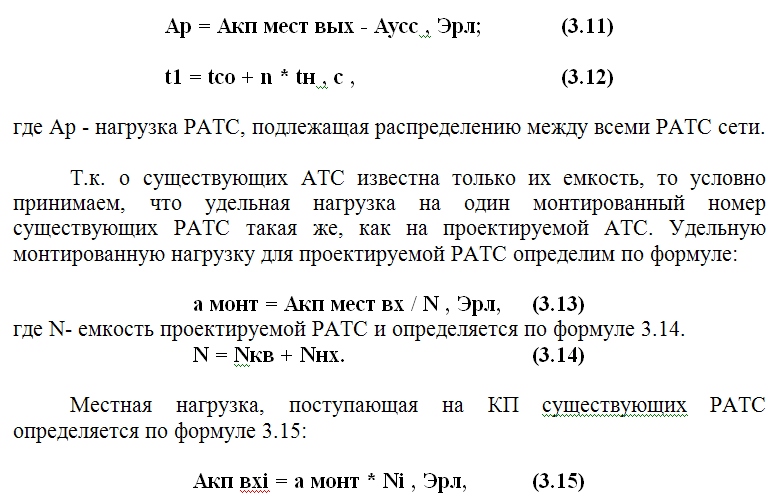 Ар = Акп мест вых - Аусс , Эрл; (3.11)
t1 = tсо + n * tн , с , (3.12)
где Ар - нагрузка РАТС, подлежащая распределению между всеми РАТС сети.
Т.к. о существующих АТС известна только их емкость, то условно
принимаем, что удельная нагрузка на один монтированный номер
существующих РАТС такая же, как на проектируемой АТС. Удельную
монтированную нагрузку для проектируемой РАТС определим по формуле:
а монт = Акп мест вх / N , Эрл, (3.13)
где N- емкость проектируемой РАТС и определяется по формуле 3.14.
N = Nкв + Nнх. (3.14)
Местная нагрузка, поступающая на КП существующих РАТС
определяется по формуле 3.15:
Акп вхi = а монт * Ni , Эрл, (3.15)